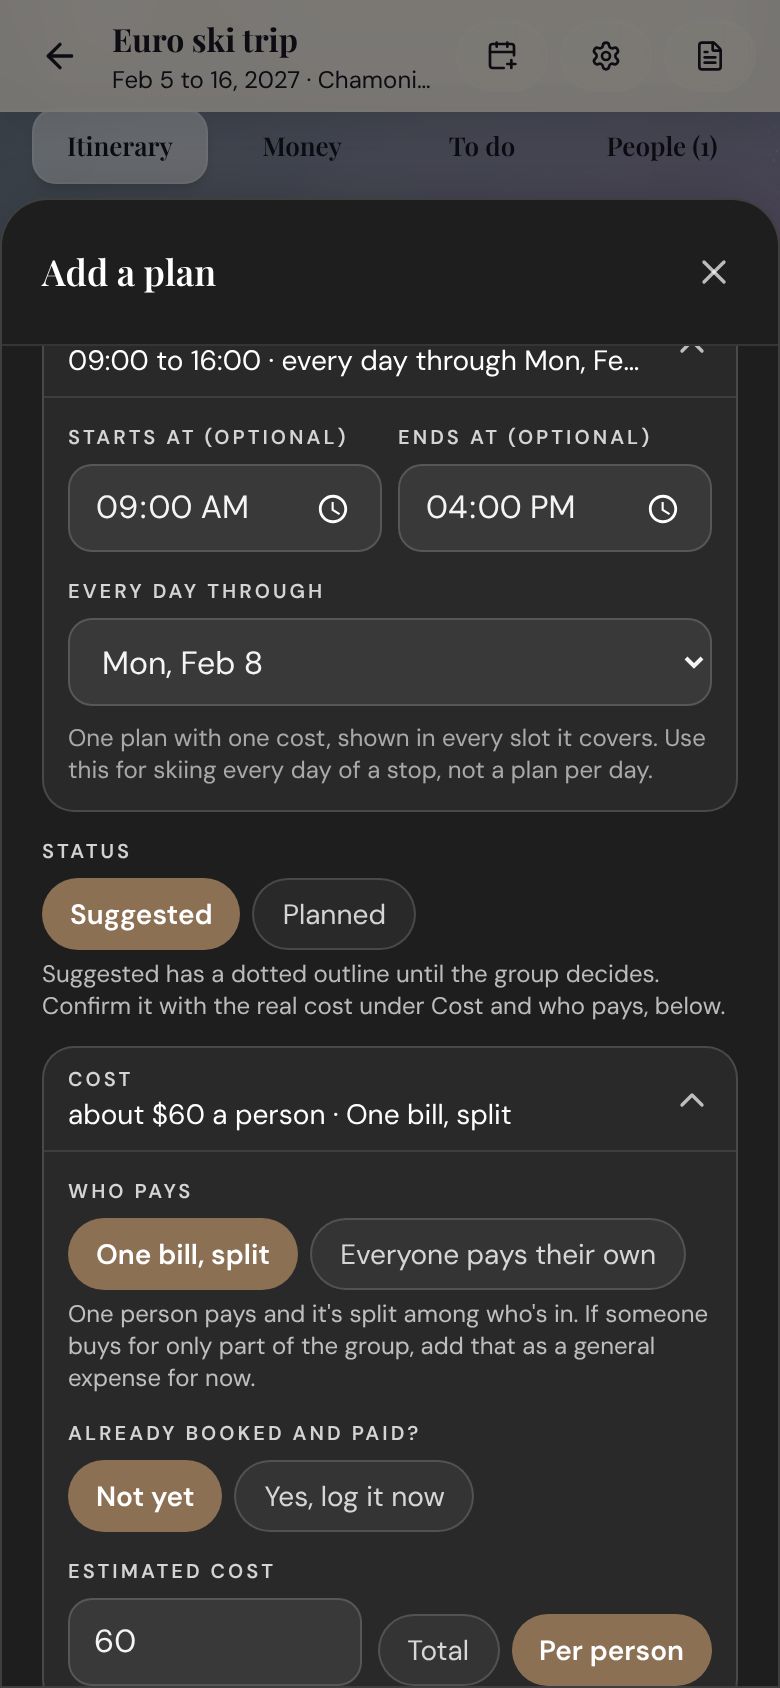 Euro ski trip
Feb 5 to 16, 2027 · Chamoni...
Itinerary
Money
To do
People (1)
Add a plan
09:00 to 16:00 · every day through Mon, Fe...
STARTS AT (OPTIONAL)
ENDS AT (OPTIONAL)
09:00 AM
04:00 PM
EVERY DAY THROUGH
Mon, Feb 8
One plan with one cost, shown in every slot it covers. Use
this for skiing every day of a stop, not a plan per day.
STATUS
Suggested
Planned
Suggested has a dotted outline until the group decides.
Confirm it with the real cost under Cost and who pays, below.
COST
about $60 a person · One bill, split
WHO PAYS
One bill, split
Everyone pays their own
One person pays and it's split among who's in. If someone
buys for only part of the group, add that as a general
expense for now.
ALREADY BOOKED AND PAID?
Not yet
Yes, log it now
ESTIMATED COST
60
Total
Per person